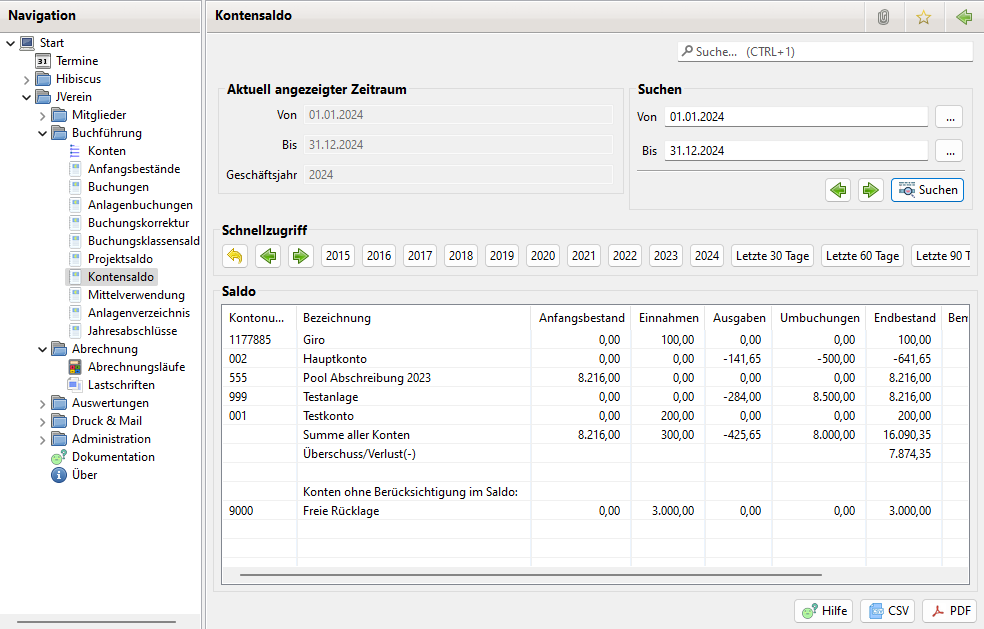 Navigation
Start
31 Termine
Hibiscus
JVerein
Mitglieder
Buchführung
Konten
Anfangsbestände
Buchungen
Anlagenbuchungen
Buchungskorrektur
Buchungsklassensald
Projektsaldo
Kontensaldo
Mittelverwendung
Anlagenverzeichnis
Jahresabschlüsse
Abrechnung
Abrechnungsläufe
Lastschriften
Auswertungen
Druck & Mail
Administration
Dokumentation
Über
Kontensaldo
Suche... (CTRL+1)
Aktuell angezeigter Zeitraum
Von 01.01.2024
Bis 31.12.2024
Geschäftsjahr 2024
Suchen
Von 01.01.2024 ...
Bis 31.12.2024 ...
Suchen
Schnellzugriff
2015 2016 2017 2018 2019 2020 2021 2022 2023 2024 Letzte 30 Tage Letzte 60 Tage Letzte 90 T
Saldo
Kontonu... Bezeichnung Anfangsbestand Einnahmen Ausgaben Umbuchungen Endbestand Bem
1177885 Giro 0,00 100,00 0,00 0,00 100,00
002 Hauptkonto 0,00 0,00 -141,65 -500,00 -641,65
555 Pool Abschreibung 2023 8.216,00 0,00 0,00 0,00 8.216,00
999 Testanlage 0,00 0,00 -284,00 8.500,00 8.216,00
001 Testkonto 0,00 200,00 0,00 0,00 200,00
Summe aller Konten 8.216,00 300,00 -425,65 8.000,00 16.090,35
Überschuss/Verlust(-) 7.874,35
Konten ohne Berücksichtigung im Saldo:
9000 Freie Rücklage 0,00 3.000,00 0,00 0,00 3.000,00
Hilfe CSV PDF